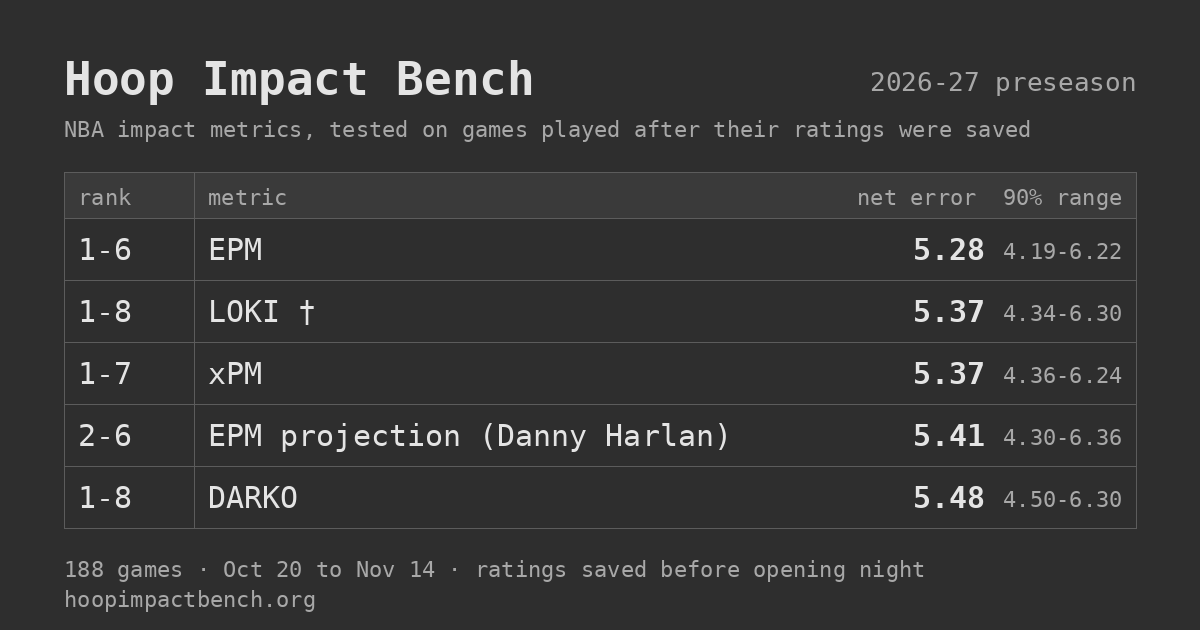 Hoop Impact Bench 2026-27 preseason
NBA impact metrics, tested on games played after their ratings were saved
rank metric net error 90% range
1-6 EPM 5.28 4.19-6.22
1-8 LOKI † 5.37 4.34-6.30
1-7 xPM 5.37 4.36-6.24
2-6 EPM projection (Danny Harlan) 5.41 4.30-6.36
1-8 DARKO 5.48 4.50-6.30
188 games · Oct 20 to Nov 14 · ratings saved before opening night
hoopimpactbench.org